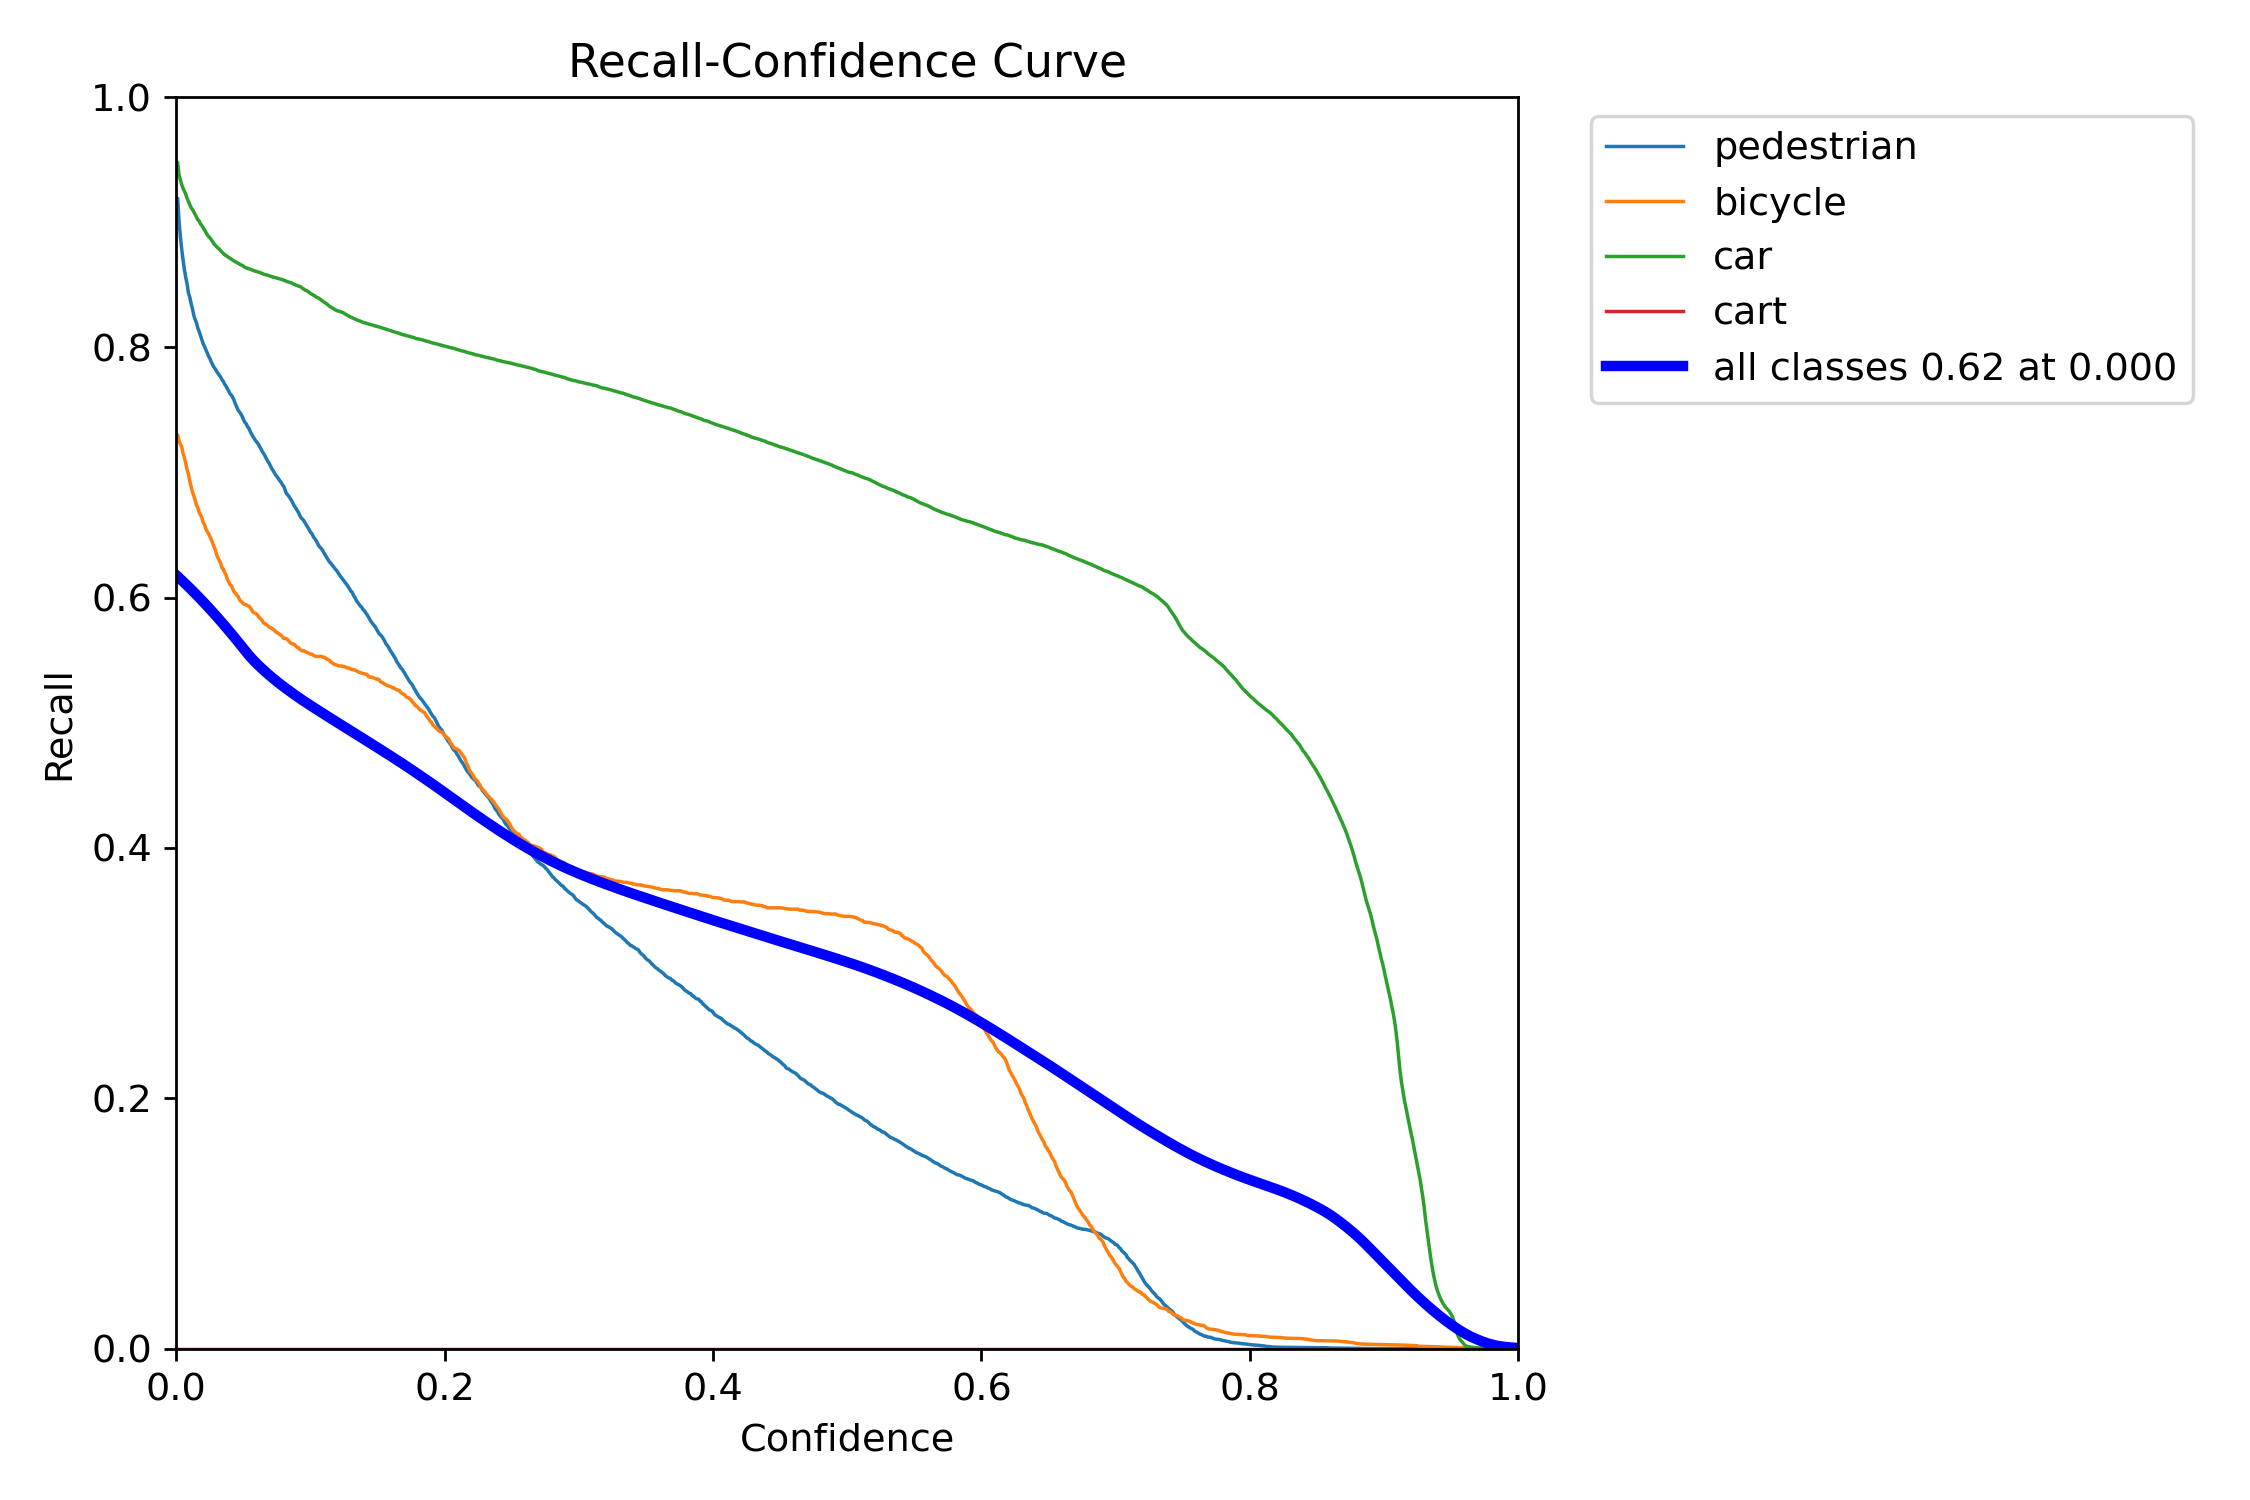 Recall-Confidence Curve
1.0
0.8
0.6
0.4
0.2
0.0
Recall
0.0 0.2 0.4 0.6 0.8 1.0
Confidence
pedestrian
bicycle
car
cart
all classes 0.62 at 0.000